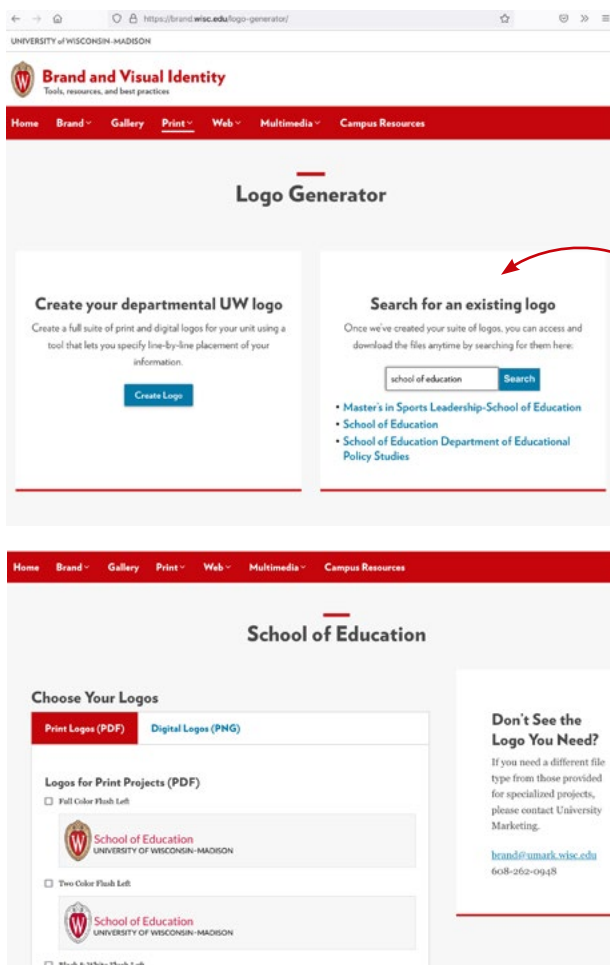 https://brand.wisc.edu/logo-generator/
UNIVERSITY of WISCONSIN-MADISON
W
Brand and Visual Identity
Tools, resources, and best practices
Home Brand Gallery Print Web Multimedia Campus Resources
Logo Generator
Create your departmental UW logo
Create a full suite of print and digital logos for your unit using a
tool that lets you specify line-by-line placement of your
information.
Create Logo
Search for an existing logo
Once we've created your suite of logos, you can access and
download the files anytime by searching for them here:
school of education Search
• Master's in Sports Leadership-School of Education
• School of Education
• School of Education Department of Educational
Policy Studies
Home Brand Gallery Print Web Multimedia Campus Resources
School of Education
Choose Your Logos
Print Logos (PDF) Digital Logos (PNG)
Logos for Print Projects (PDF)
Full Color Flush Left
W
School of Education
UNIVERSITY OF WISCONSIN-MADISON
Two Color Flush Left
W
School of Education
UNIVERSITY OF WISCONSIN-MADISON
Black & White Flush Left
Don't See the
Logo You Need?
If you need a different file
type from those provided
for specialized projects,
please contact University
Marketing.
brand@umark.wisc.edu
608-262-0948